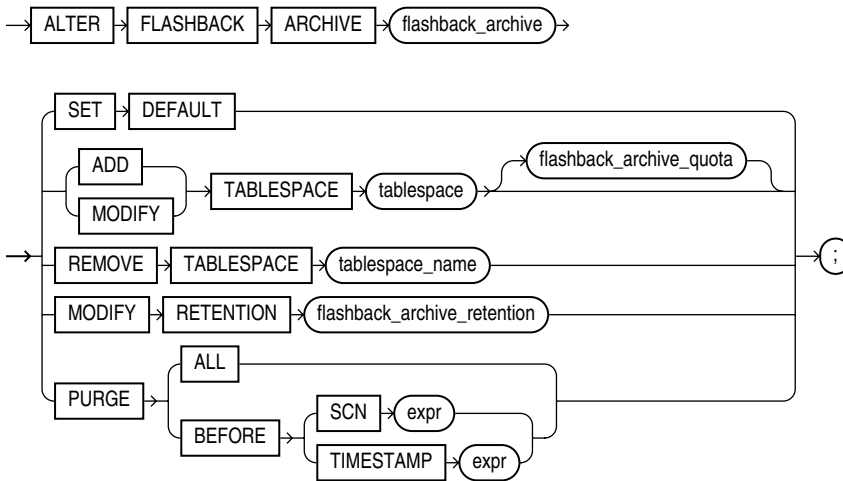 ALTER FLASHBACK ARCHIVE flashback_archive
SET DEFAULT
flashback_archive_quota
ADD
TABLESPACE tablespace
MODIFY
REMOVE TABLESPACE tablespace_name
;
MODIFY RETENTION flashback_archive_retention
ALL
PURGE
SCN expr
BEFORE
TIMESTAMP expr